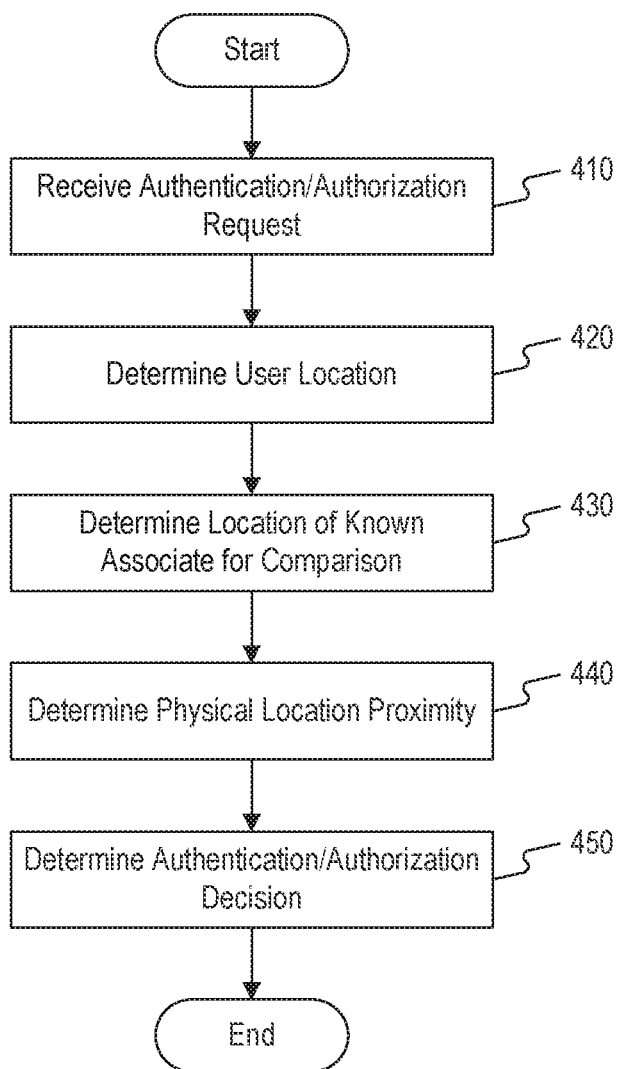 Start
Receive Authentication/Authorization
Request
410
Determine User Location
420
Determine Location of Known
Associate for Comparison
430
Determine Physical Location Proximity
440
Determine Authentication/Authorization
Decision
450
End